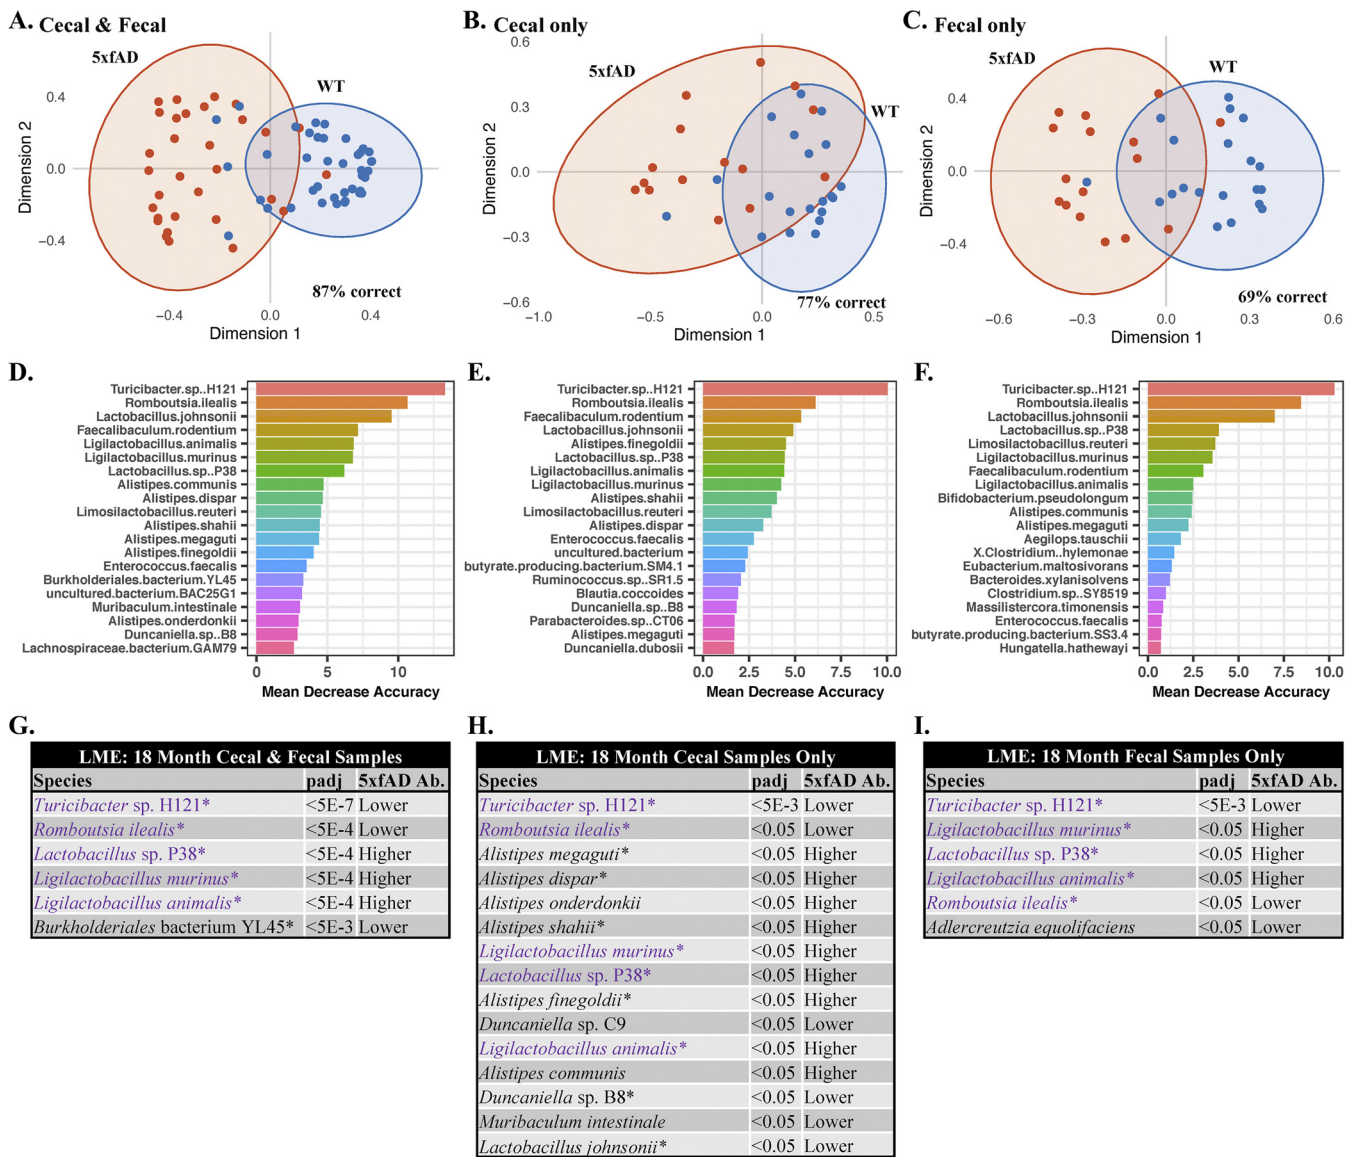 A. Cecal & Fecal
5xfAD
WT
0.4
0.0
−0.4
Dimension 2
87% correct
−0.4
0.0
0.4
Dimension 1
B. Cecal only
0.6
5xfAD
WT
0.3
0.0
−0.3
−0.6
77% correct
−1.0
−0.5
0.0
0.5
Dimension 1
C. Fecal only
5xfAD
WT
0.4
0.0
−0.4
Dimension 2
69% correct
−0.6
−0.3
0.0
0.3
0.6
Dimension 1
D.
Turicibacter.sp..H121
Romboutsia.ilealis
Lactobacillus.johnsonii
Faecalibaculum.rodentium
Ligilactobacillus.animalis
Ligilactobacillus.murinus
Lactobacillus.sp..P38
Alistipes.communis
Alistipes.dispar
Limosilactobacillus.reuteri
Alistipes.shahii
Alistipes.megaguti
Alistipes.finegoldii
Enterococcus.faecalis
Burkholderiales.bacterium.YL45
uncultured.bacterium.BAC25G1
Muribaculum.intestinale
Alistipes.onderdonkii
Duncaniella.sp..B8
Lachnospiraceae.bacterium.GAM79
0
5
10
Mean Decrease Accuracy
E.
Turicibacter.sp..H121
Romboutsia.ilealis
Faecalibaculum.rodentium
Lactobacillus.johnsonii
Alistipes.finegoldii
Lactobacillus.sp..P38
Ligilactobacillus.animalis
Ligilactobacillus.murinus
Alistipes.shahii
Limosilactobacillus.reuteri
Alistipes.dispar
Enterococcus.faecalis
uncultured.bacterium
butyrate.producing.bacterium.SM4.1
Ruminococcus.sp..SR1.5
Blautia.coccoides
Duncaniella.sp..B8
Parabacteroides.sp..CT06
Alistipes.megaguti
Duncaniella.dubosii
0.0
2.5
5.0
7.5
10.0
Mean Decrease Accuracy
F.
Turicibacter.sp..H121
Romboutsia.ilealis
Lactobacillus.johnsonii
Lactobacillus.sp..P38
Limosilactobacillus.reuteri
Ligilactobacillus.murinus
Faecalibaculum.rodentium
Ligilactobacillus.animalis
Bifidobacterium.pseudolongum
Alistipes.communis
Alistipes.megaguti
Aegilops.tauschii
X.Clostridium..hylemonae
Eubacterium.maltosivorans
Bacteroides.xylanisolvens
Clostridium.sp..SY8519
Massilistercora.timonensis
Enterococcus.faecalis
butyrate.producing.bacterium.SS3.4
Hungatella.hathewayi
0.0
2.5
5.0
7.5
10.0
Mean Decrease Accuracy
G.
LME: 18 Month Cecal & Fecal Samples
Species padj 5xfAD Ab.
Turicibacter sp. H121* <5E-7 Lower
Romboutsia ilealis* <5E-4 Lower
Lactobacillus sp. P38* <5E-4 Higher
Ligilactobacillus murinus* <5E-4 Higher
Ligilactobacillus animalis* <5E-4 Higher
Burkholderiales bacterium YL45* <5E-3 Lower
H.
LME: 18 Month Cecal Samples Only
Species padj 5xfAD Ab.
Turicibacter sp. H121* <5E-3 Lower
Romboutsia ilealis* <0.05 Lower
Alistipes megaguti* <0.05 Higher
Alistipes dispar* <0.05 Higher
Alistipes onderdonkii <0.05 Higher
Alistipes shahii* <0.05 Higher
Ligilactobacillus murinus* <0.05 Higher
Lactobacillus sp. P38* <0.05 Higher
Alistipes finegoldii* <0.05 Higher
Duncaniella sp. C9 <0.05 Lower
Ligilactobacillus animalis* <0.05 Higher
Alistipes communis <0.05 Higher
Duncaniella sp. B8* <0.05 Lower
Muribaculum intestinale <0.05 Lower
Lactobacillus johnsonii* <0.05 Lower
I.
LME: 18 Month Fecal Samples Only
Species padj 5xfAD Ab.
Turicibacter sp. H121* <5E-3 Lower
Ligilactobacillus murinus* <0.05 Higher
Lactobacillus sp. P38* <0.05 Higher
Ligilactobacillus animalis* <0.05 Higher
Romboutsia ilealis* <0.05 Lower
Adlercreutzia equolifaciens <0.05 Lower